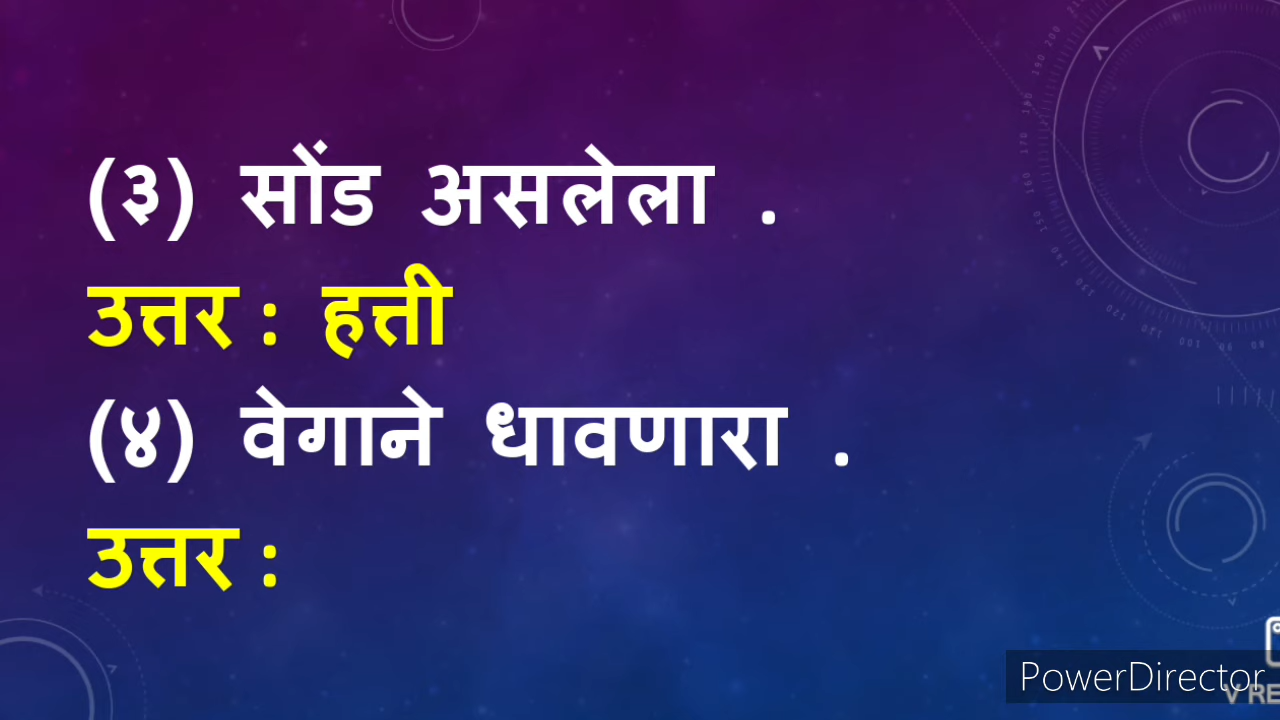 (३) सोंड असलेला .
उत्तर : हत्ती
(४) वेगाने धावणारा .
उत्तर :
PowerDirector